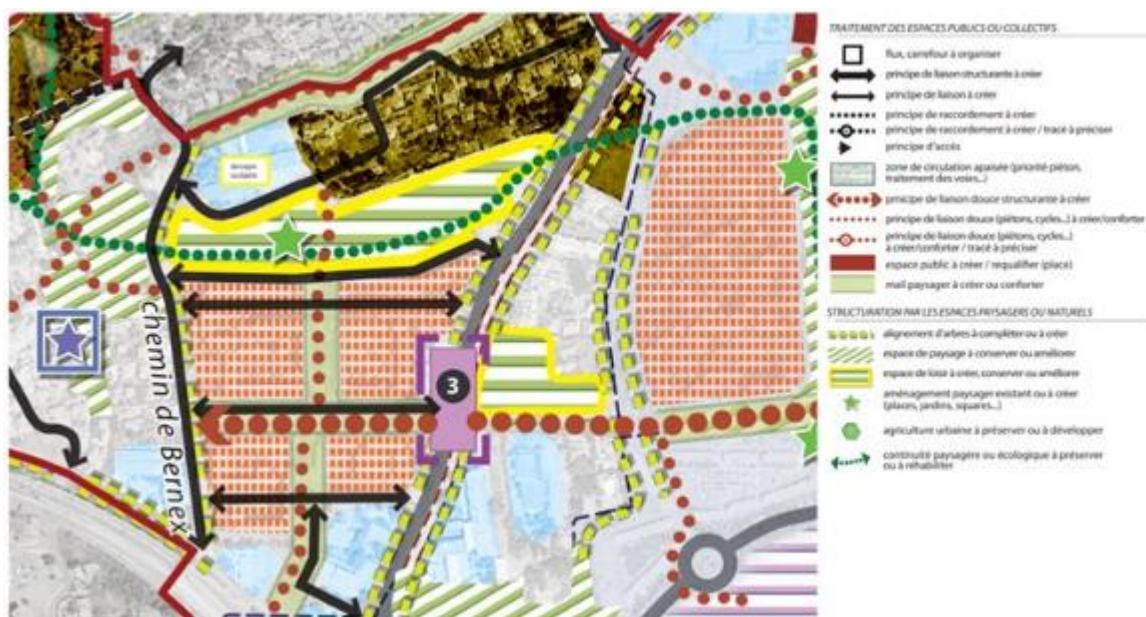 groupe
scolaire
chemin de Bernex
3
TRAITEMENT DES ESPACES PUBLICS OU COLLECTIFS
flux, carrefour à organiser
principe de liaison structurante à créer
principe de liaison à créer
principe de raccordement à créer
principe de raccordement à créer / tracé à préciser
principe d'accès
zone de circulation apaisée (priorité piéton,
traitement des voies...)
principe de liaison douce structurante à créer
principe de liaison douce (piétons, cycles...) à créer/conforter
principe de liaison douce (piétons, cycles...)
à créer/conforter / tracé à préciser
espace public à créer / requalifier (place)
mail paysager à créer ou conforter
STRUCTURATION PAR LES ESPACES PAYSAGERS OU NATURELS
alignement d'arbres à compléter ou à créer
espace de paysage à conserver ou améliorer
espace de loisir à créer, conserver ou améliorer
aménagement paysager existant ou à créer
(places, jardins, squares...)
agriculture urbaine à préserver ou à développer
continuité paysagère ou écologique à préserver
ou à réhabiliter